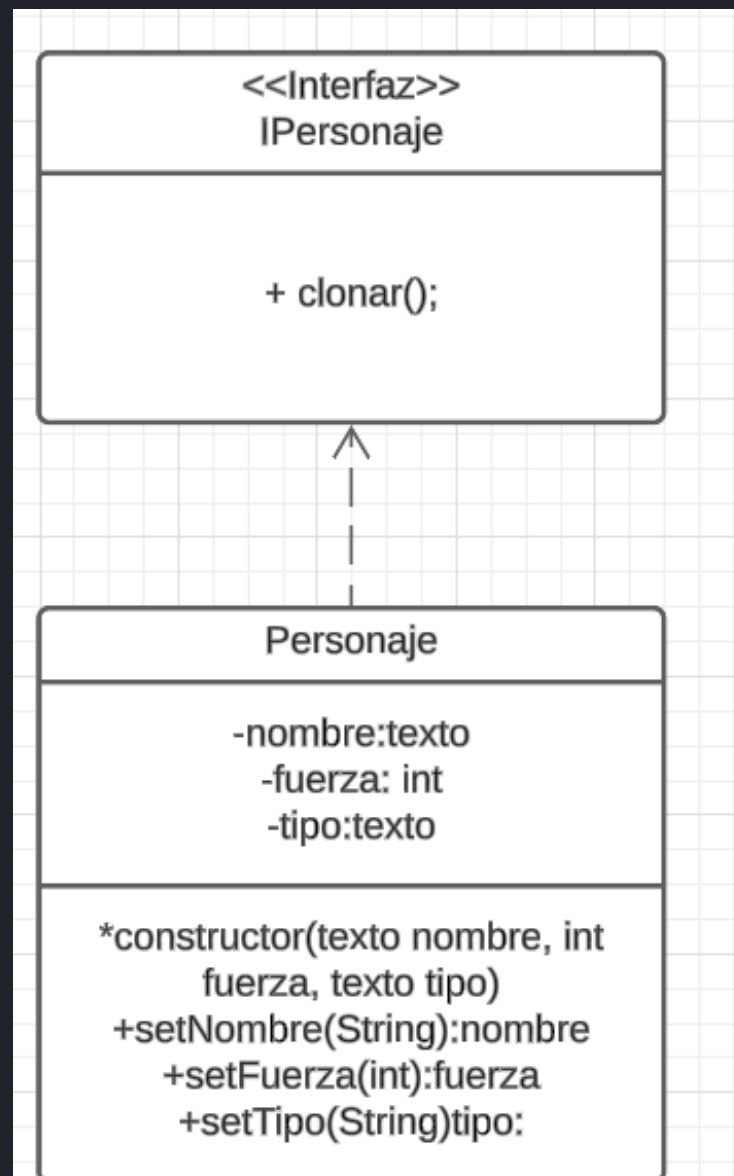 <<Interfaz>>
IPersonaje
+ clonar();
Personaje
-nombre:texto
-fuerza: int
-tipo:texto
*constructor(texto nombre, int
fuerza, texto tipo)
+setNombre(String):nombre
+setFuerza(int):fuerza
+setTipo(String)tipo: